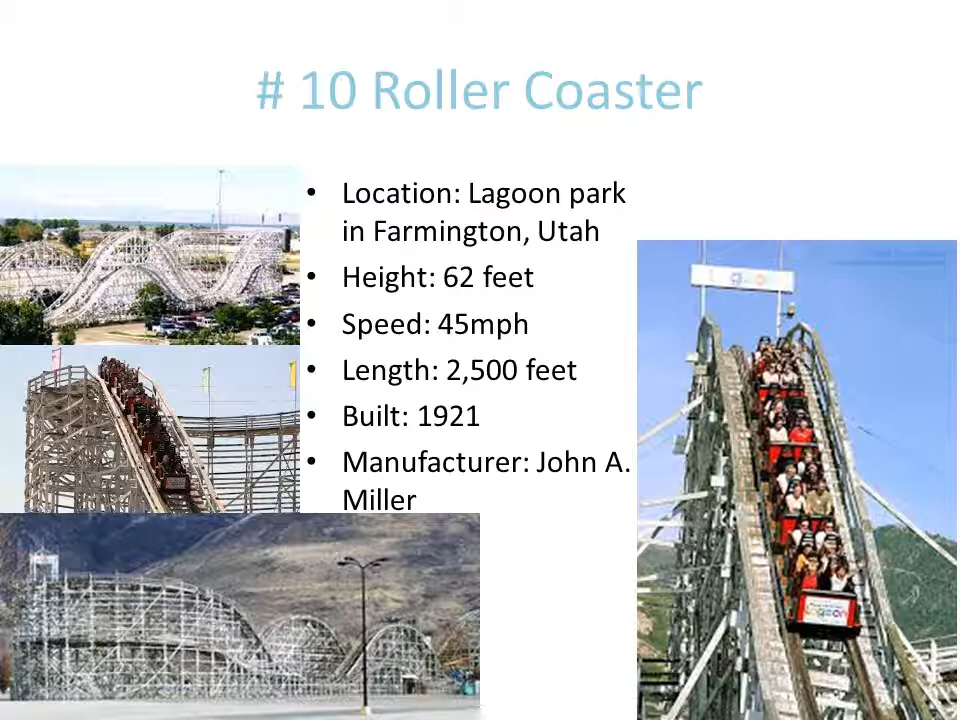 # 10 Roller Coaster
• Location: Lagoon park
in Farmington, Utah
• Height: 62 feet
• Speed: 45mph
• Length: 2,500 feet
• Built: 1921
• Manufacturer: John A.
Miller
Lagoon